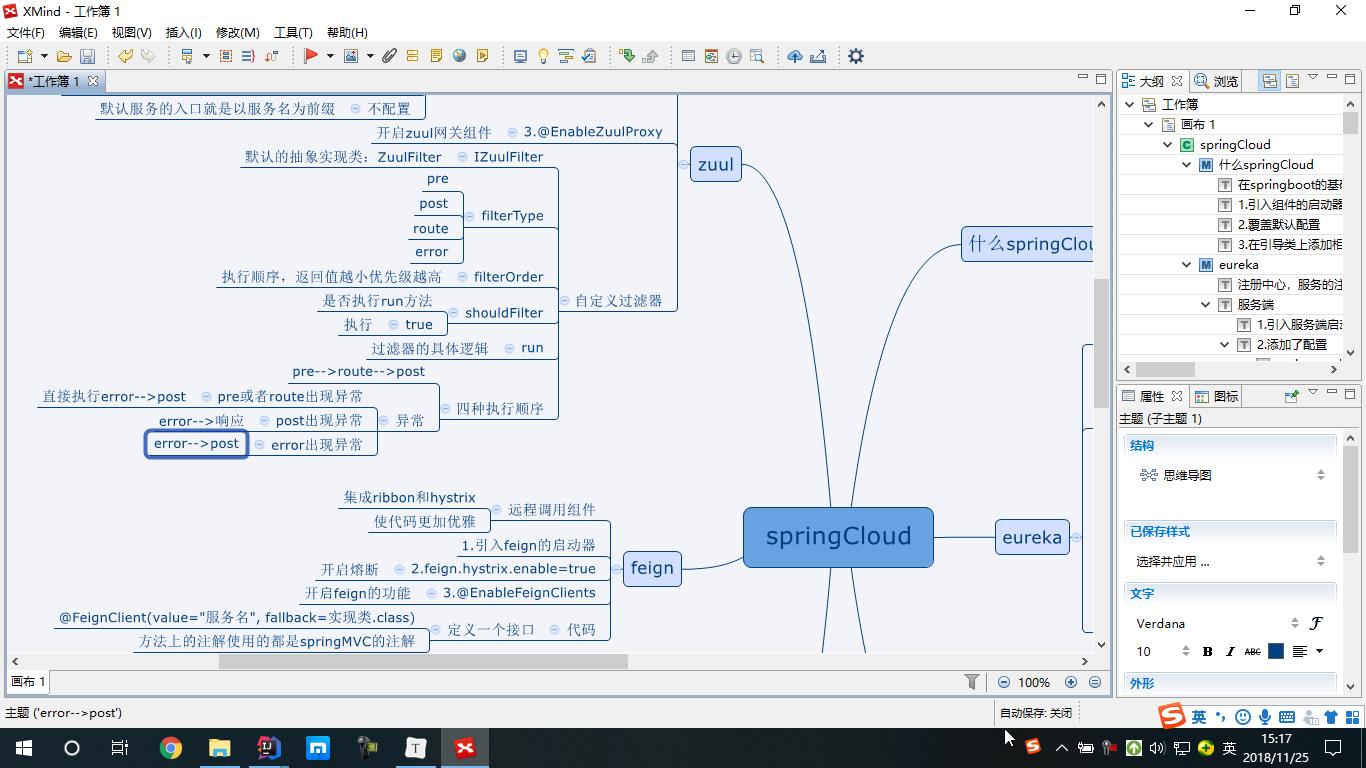 XMind - 工作簿 1
文件(F) 编辑(E) 视图(V) 插入(I) 修改(M) 工具(T) 帮助(H)
*工作簿 1
默认服务的入口就是以服务名为前缀 不配置
开启zuul网关组件 3.@EnableZuulProxy
默认的抽象实现类：ZuulFilter IZuulFilter
zuul
pre
post
filterType
route
error
执行顺序，返回值越小优先级越高 filterOrder
是否执行run方法
自定义过滤器
shouldFilter
执行 true
过滤器的具体逻辑 run
pre-->route-->post
直接执行error-->post pre或者route出现异常
四种执行顺序
error-->响应 post出现异常 异常
error-->post error出现异常
什么springClou
集成ribbon和hystrix
远程调用组件
使代码更加优雅
springCloud
eureka
1.引入feign的启动器
开启熔断 2.feign.hystrix.enable=true
feign
开启feign的功能 3.@EnableFeignClients
@FeignClient(value="服务名", fallback=实现类.class)
定义一个接口 代码
方法上的注解使用的都是springMVC的注解
画布 1
100%
主题 ('error-->post')
自动保存: 关闭
大纲 浏览
工作簿
画布 1
C springCloud
M 什么springCloud
T 在springboot的基础
T 1.引入组件的启动器
T 2.覆盖默认配置
T 3.在引导类上添加相
M eureka
T 注册中心，服务的注
T 服务端
T 1.引入服务端启动
T 2.添加了配置
属性 图标
主题 (子主题 1)
结构
思维导图
已保存样式
选择并应用 ...
文字
Verdana
10 B I ABC
外形
英
英
15:17
2018/11/25